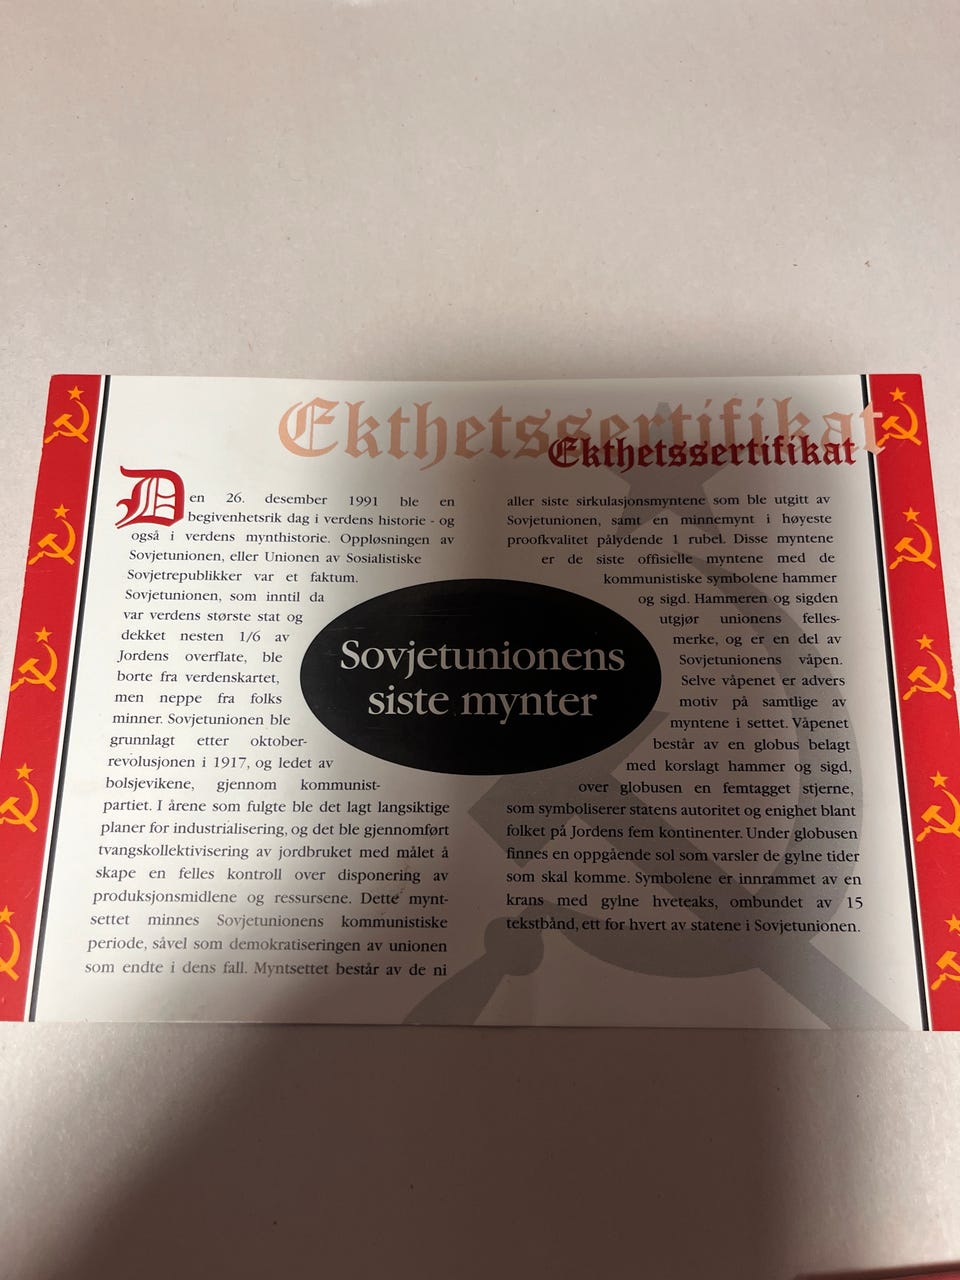 Ekthetssertifikat
Ekthetssertifikat
Den 26. desember 1991 ble en
begivenhetsrik dag i verdens historie - og
også i verdens mynthistorie. Oppløsningen av
Sovjetunionen, eller Unionen av Sosialistiske
Sovjetrepublikker var et faktum.
Sovjetunionen, som inntil da
var verdens største stat og
dekket nesten 1/6 av
Jordens overflate, ble
borte fra verdenskartet,
men neppe fra folks
minner. Sovjetunionen ble
grunnlagt etter oktober-
revolusjonen i 1917, og ledet av
bolsjevikene, gjennom kommunist-
partiet. I årene som fulgte ble det lagt langsiktige
planer for industrialisering, og det ble gjennomført
tvangskollektivisering av jordbruket med målet å
skape en felles kontroll over disponering av
produksjonsmidlene og ressursene. Dette mynt-
settet minnes Sovjetunionens kommunistiske
periode, såvel som demokratiseringen av unionen
som endte i dens fall. Myntsettet består av de ni
Sovjetunionens
siste mynter
aller siste sirkulasjonsmyntene som ble utgitt av
Sovjetunionen, samt en minnemynt i høyeste
proofkvalitet pålydende 1 rubel. Disse myntene
er de siste offisielle myntene med de
kommunistiske symbolene hammer
og sigd. Hammeren og sigden
utgjør unionens felles-
merke, og er en del av
Sovjetunionens våpen.
Selve våpenet er advers
motiv på samtlige av
myntene i settet. Våpenet
består av en globus belagt
med korslagt hammer og sigd,
over globusen en femtagget stjerne,
som symboliserer statens autoritet og enighet blant
folket på Jordens fem kontinenter. Under globusen
finnes en oppgående sol som varsler de gylne tider
som skal komme. Symbolene er innrammet av en
krans med gylne hveteaks, ombundet av 15
tekstbånd, ett for hvert av statene i Sovjetunionen.